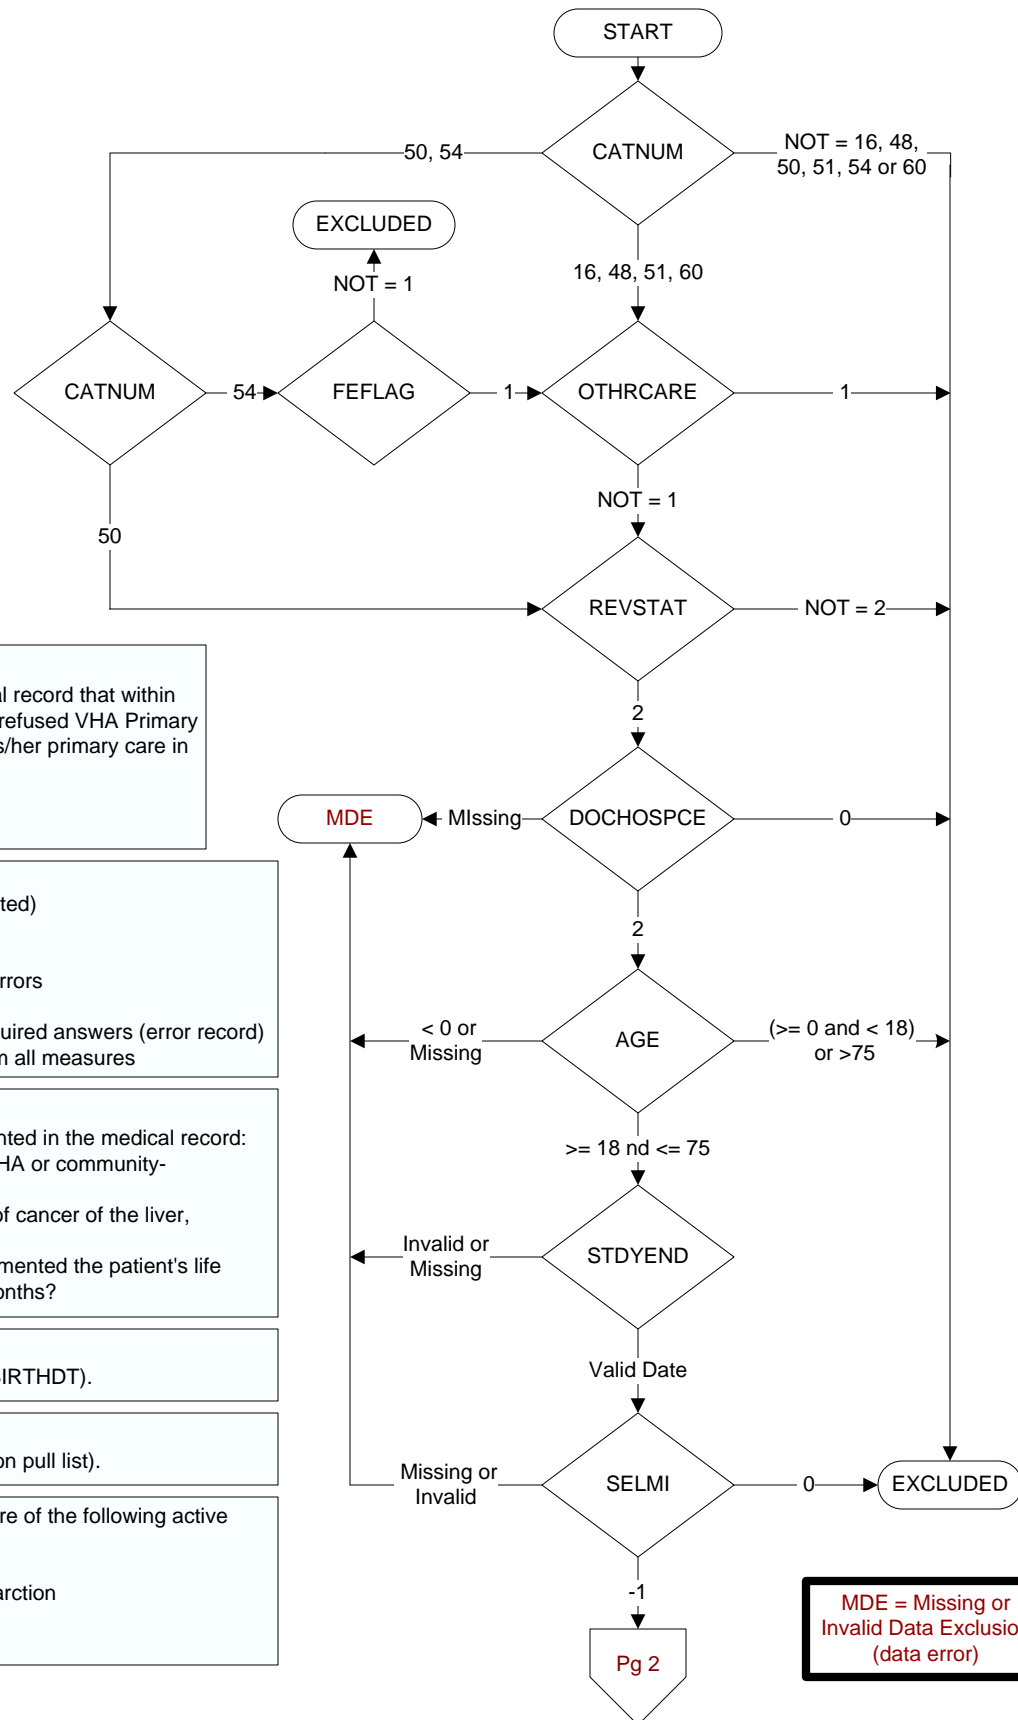 START
CATNUM
50, 54
NOT = 16, 48,
50, 51, 54 or 60
EXCLUDED
16, 48, 51, 60
NOT = 1
CATNUM
54
FEFLAG
1
OTHRCARE
1
NOT = 1
50
REVSTAT
NOT = 2
2
al record that within
refused VHA Primary
s/her primary care in
MDE
MIssing
DOCHOSPCE
0
2
ted)
rrors
uired answers (error record)
m all measures
< 0 or
Missing
AGE
(>= 0 and < 18)
or >75
>= 18 nd <= 75
nted in the medical record:
HA or community-
of cancer of the liver,
mented the patient's life
onths?
Invalid or
Missing
STDYEND
Valid Date
BIRTHDT).
on pull list).
Missing or
Invalid
SELMI
0
EXCLUDED
re of the following active
arction
-1
Pg 2
MDE = Missing or
Invalid Data Exclusio
(data error)